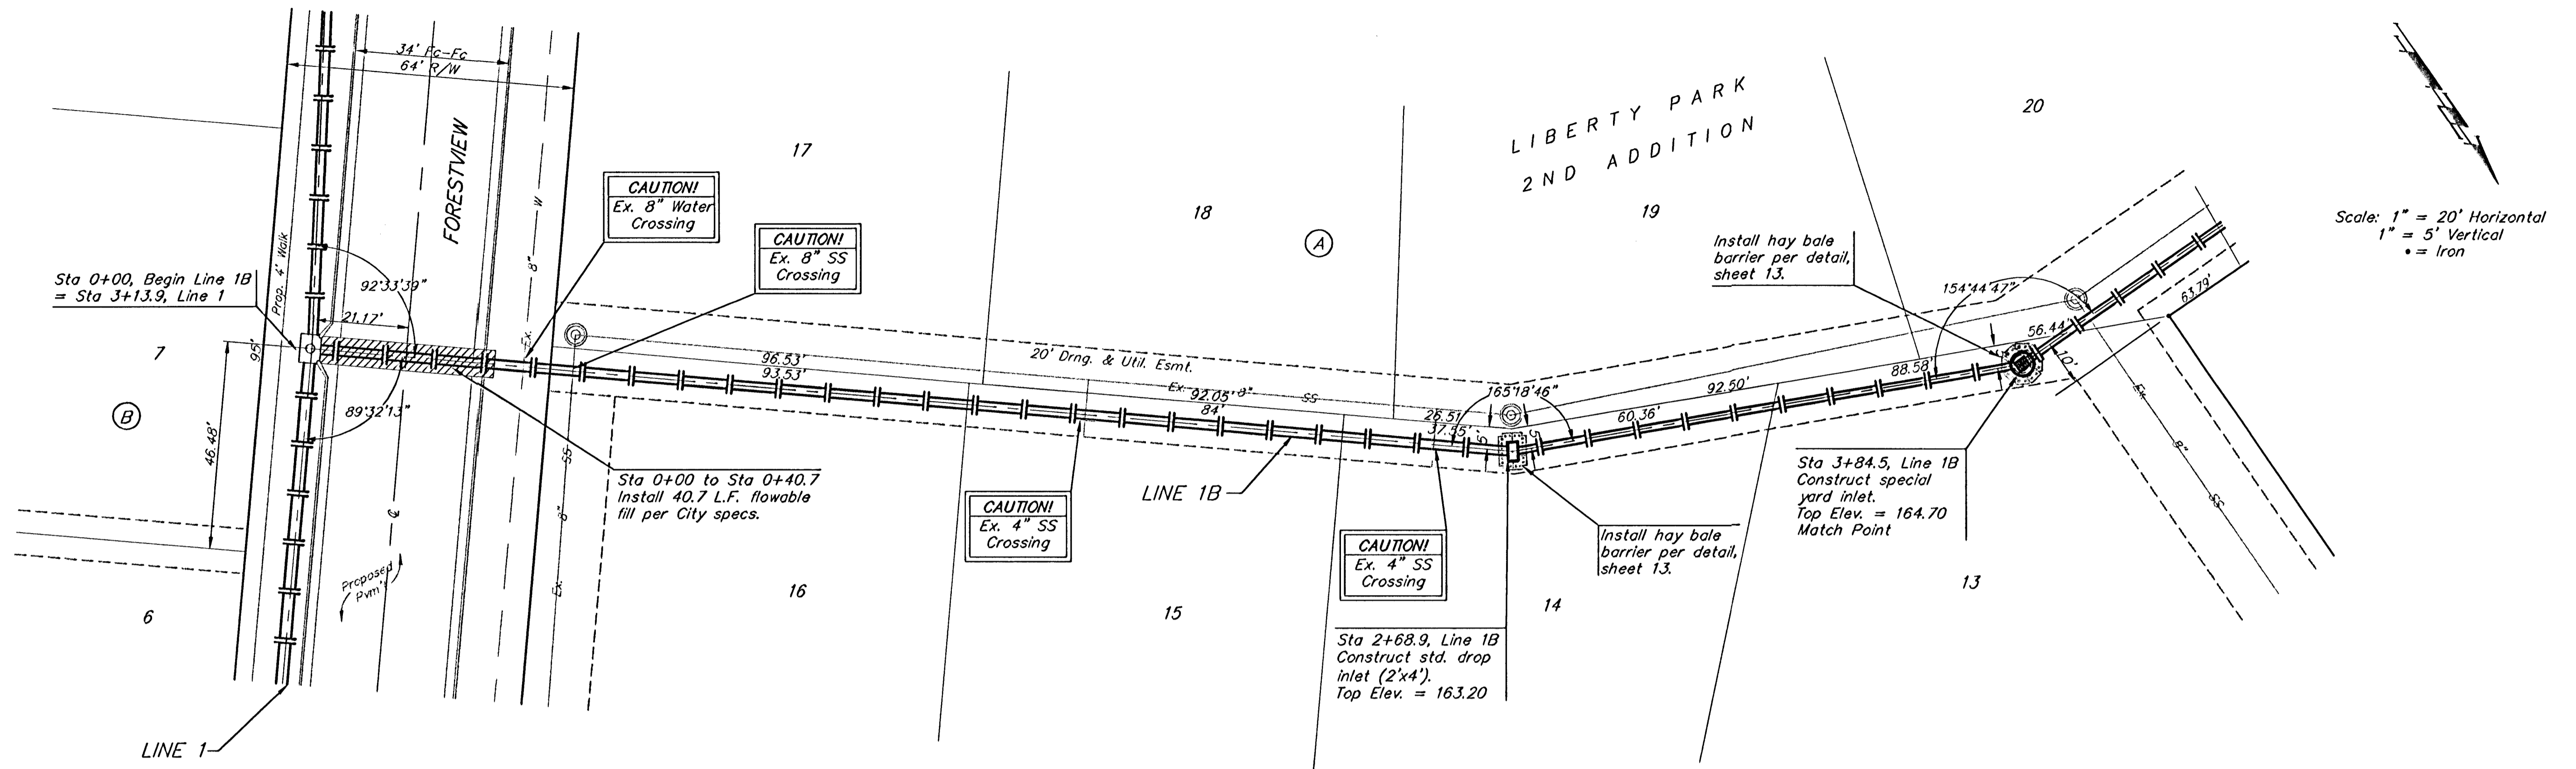 34' Fc-Fc
64' R/W
FORESTVIEW
Prop. 4' Walk
Ex. 8" W
CAUTION!
Ex. 8" Water
Crossing
CAUTION!
Ex. 8" SS
Crossing
17
18
A
LIBERTY PARK
2ND ADDITION
19
20
Scale: 1" = 20' Horizontal
1" = 5' Vertical
• = Iron
Sta 0+00, Begin Line 1B
= Sta 3+13.9, Line 1
92°33'39"
21.17'
95'
7
B
46.48'
89°32'13"
6
LINE 1
Proposed
Pvm't
℄
Ex. 8" SS
Sta 0+00 to Sta 0+40.7
Install 40.7 L.F. flowable
fill per City specs.
96.53'
93.53'
20' Drng. & Util. Esmt.
Ex. 8" SS
92.05'
84'
26.51'
37.55'
165°18'46"
5'
5'
LINE 1B
CAUTION!
Ex. 4" SS
Crossing
CAUTION!
Ex. 4" SS
Crossing
16
15
14
13
Sta 2+68.9, Line 1B
Construct std. drop
inlet (2'x4').
Top Elev. = 163.20
Install hay bale
barrier per detail,
sheet 13.
60.36'
92.50'
88.58'
Install hay bale
barrier per detail,
sheet 13.
154°44'47"
56.44'
63.79'
10'
Ex. 8" SS
Sta 3+84.5, Line 1B
Construct special
yard inlet.
Top Elev. = 164.70
Match Point